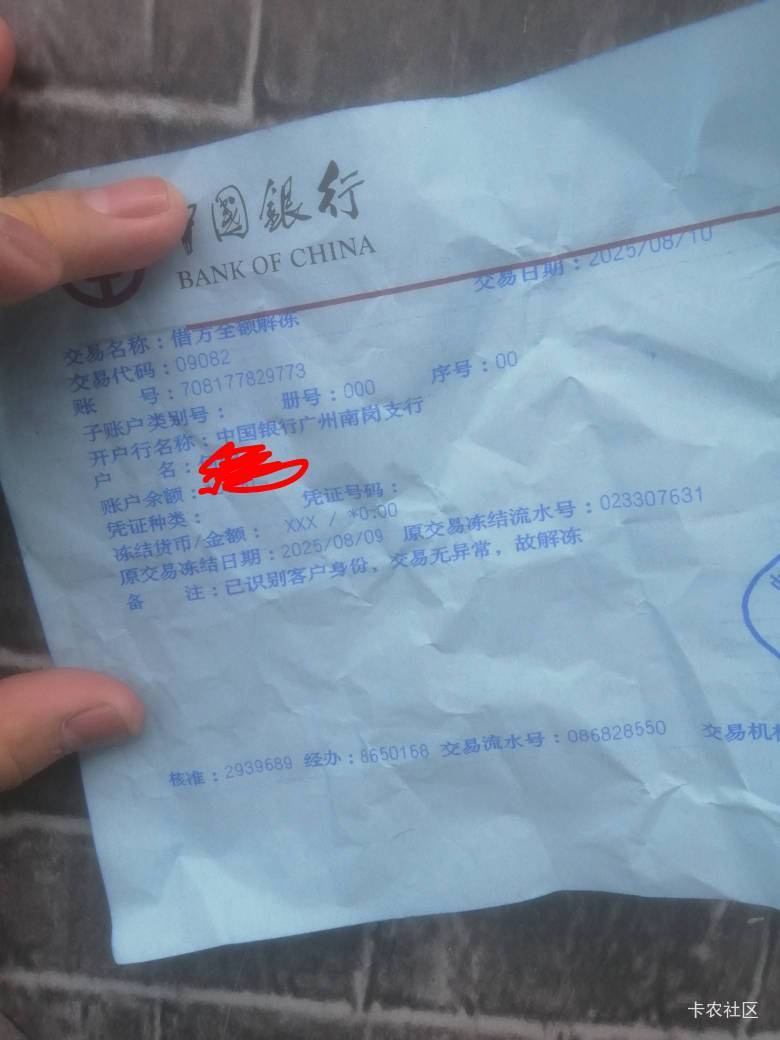 中国銀行
BANK OF CHINA
交易日期：2025/08/10
交易名称：借方全额解冻
交易代码：09082
账 号：708177829773
子账户类别号： 册号：000 序号：00
开户行名称：中国银行广州南岗支行
户 名：
账户余额：
凭证种类： 凭证号码：
冻结货币/金额： XXX / *0.00
原交易冻结日期：2025/08/09 原交易冻结流水号：023307631
备 注：已识别客户身份，交易无异常，故解冻
核准：2939689 经办：8650158 交易流水号：086828550 交易机
卡农社区